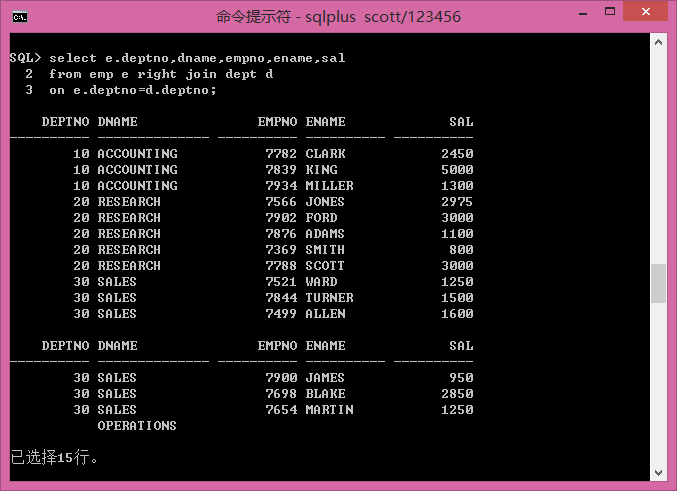 命令提示符 - sqlplus scott/123456
SQL> select e.deptno,dname,empno,ename,sal
2 from emp e right join dept d
3 on e.deptno=d.deptno;
DEPTNO DNAME EMPNO ENAME SAL
---------- -------------- ---------- ---------- ----------
10 ACCOUNTING 7782 CLARK 2450
10 ACCOUNTING 7839 KING 5000
10 ACCOUNTING 7934 MILLER 1300
20 RESEARCH 7566 JONES 2975
20 RESEARCH 7902 FORD 3000
20 RESEARCH 7876 ADAMS 1100
20 RESEARCH 7369 SMITH 800
20 RESEARCH 7788 SCOTT 3000
30 SALES 7521 WARD 1250
30 SALES 7844 TURNER 1500
30 SALES 7499 ALLEN 1600
DEPTNO DNAME EMPNO ENAME SAL
---------- -------------- ---------- ---------- ----------
30 SALES 7900 JAMES 950
30 SALES 7698 BLAKE 2850
30 SALES 7654 MARTIN 1250
OPERATIONS
已选择15行。